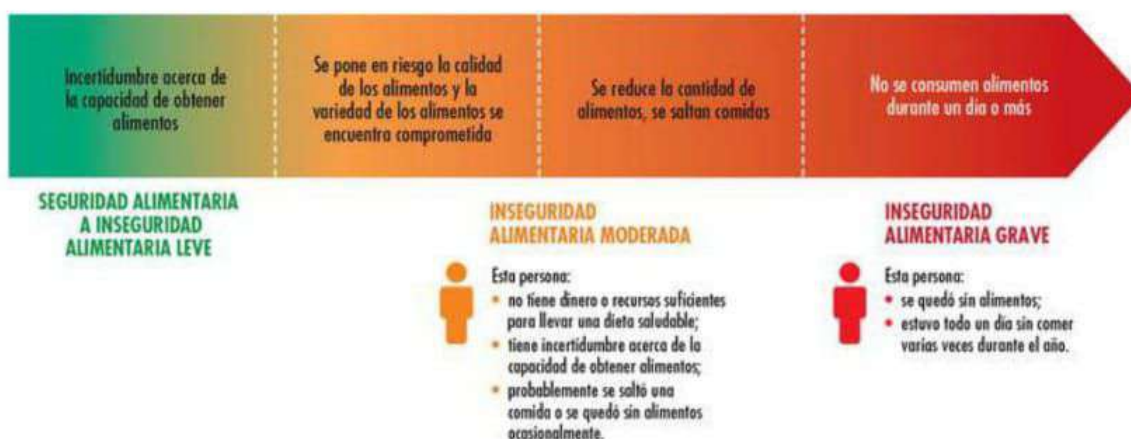 Incertidumbre acerca de
la capacidad de obtener
alimentos
Se pone en riesgo la calidad
de los alimentos y la
variedad de los alimentos se
encuentra comprometida
Se reduce la cantidad de
alimentos, se saltan comidas
No se consumen alimentos
durante un día o más
SEGURIDAD ALIMENTARIA
A INSEGURIDAD
ALIMENTARIA LEVE
INSEGURIDAD
ALIMENTARIA MODERADA
Esta persona:
• no tiene dinero o recursos suficientes
para llevar una dieta saludable;
• tiene incertidumbre acerca de la
capacidad de obtener alimentos;
• probablemente se saltó una
comida o se quedó sin alimentos
ocasionalmente.
INSEGURIDAD
ALIMENTARIA GRAVE
Esta persona:
• se quedó sin alimentos;
• estuvo todo un día sin comer
varias veces durante el año.